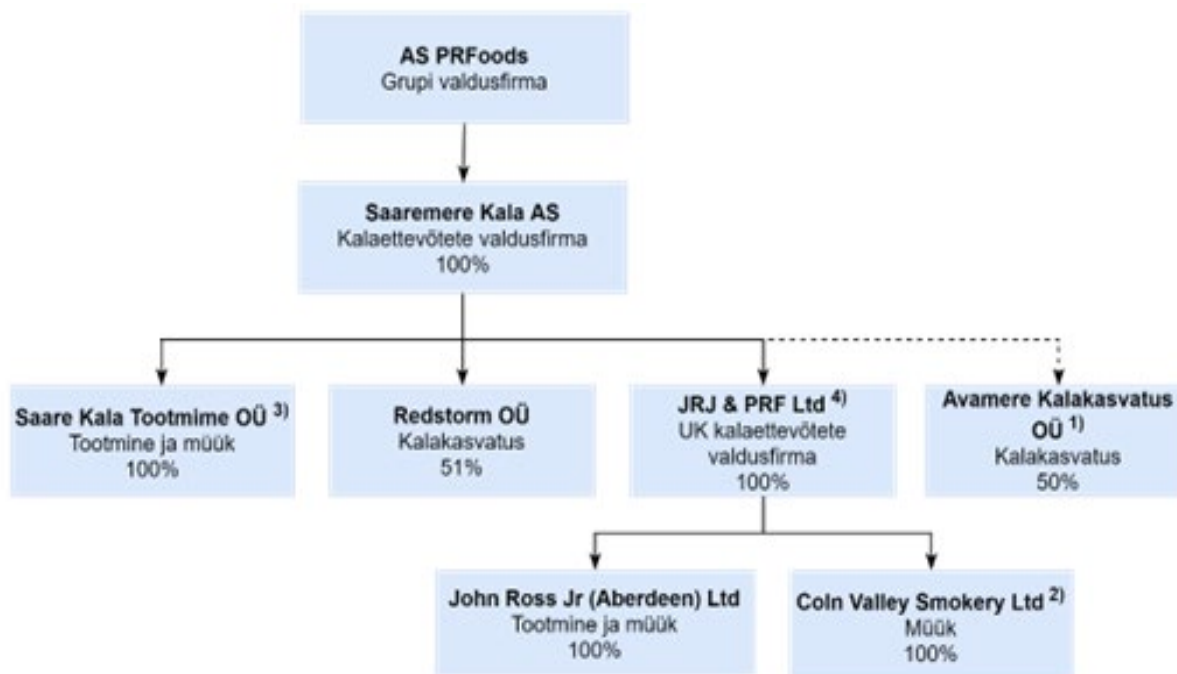 AS PRFoods
Grupi valdusfirma
Saaremere Kala AS
Kalaettevõtete valdusfirma
100%
Saare Kala Tootmime OÜ 3)
Tootmine ja müük
100%
Redstorm OÜ
Kalakasvatus
51%
JRJ & PRF Ltd 4)
UK kalaettevõtete
valdusfirma
100%
Avamere Kalakasvatus
OÜ 1)
Kalakasvatus
50%
John Ross Jr (Aberdeen) Ltd
Tootmine ja müük
100%
Coln Valley Smokery Ltd 2)
Müük
100%